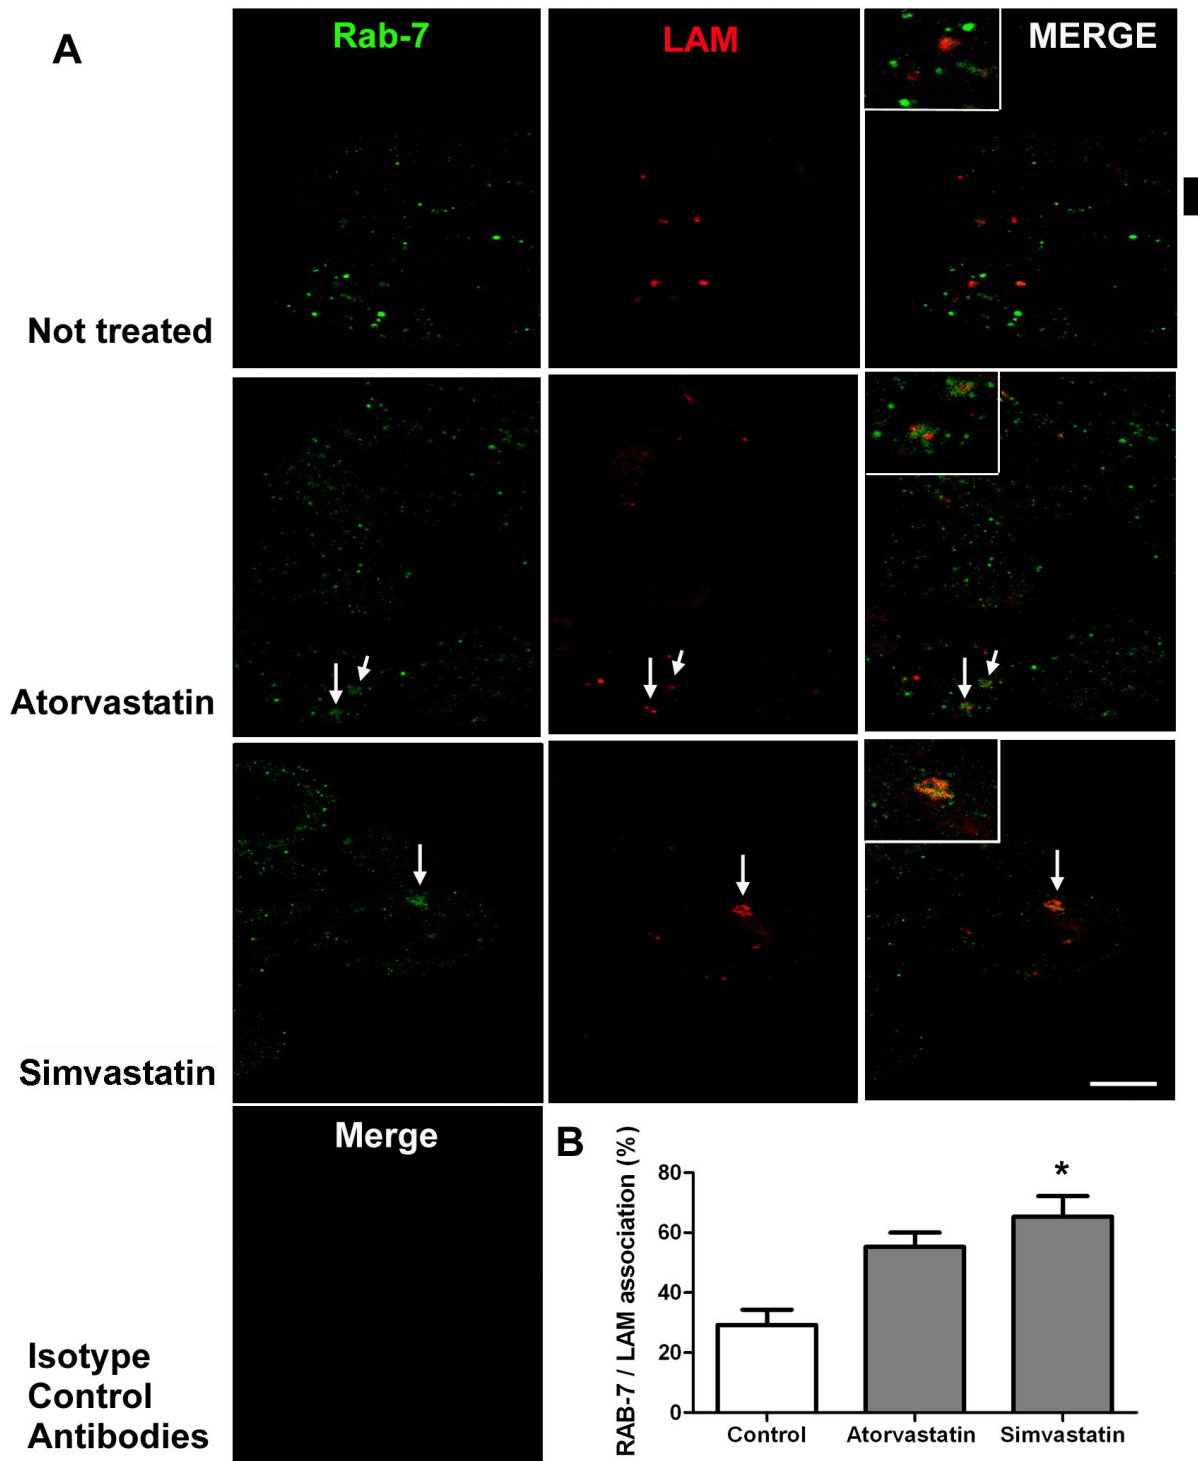 A
Rab-7
LAM
MERGE
Not treated
Atorvastatin
Simvastatin
Merge
Isotype
Control
Antibodies
B
RAB-7 / LAM association (%)
80
60
40
20
0
*
Control
Atorvastatin
Simvastatin